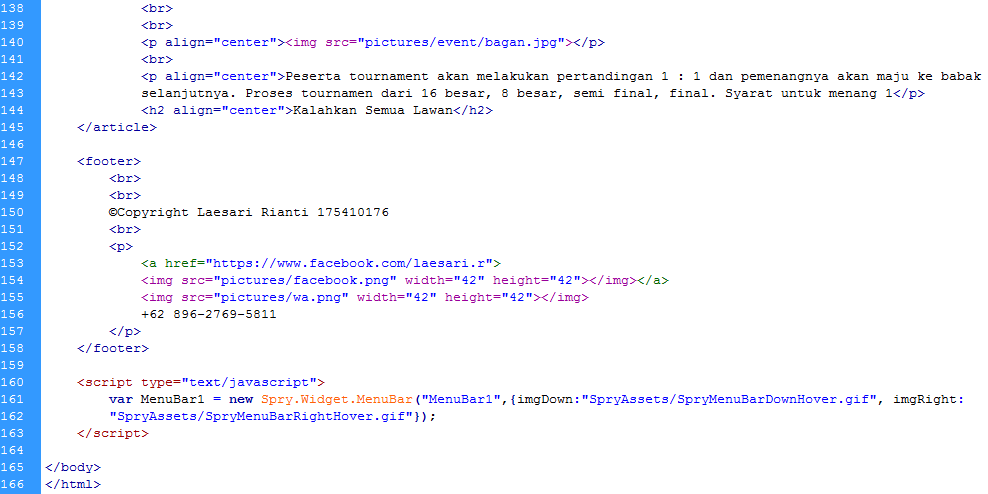 138 <br>
139 <br>
140 <p align="center"><img src="pictures/event/bagan.jpg"></p>
141 <br>
142 <p align="center">Peserta tournament akan melakukan pertandingan 1 : 1 dan pemenangnya akan maju ke babak
143 selanjutnya. Proses tournamen dari 16 besar, 8 besar, semi final, final. Syarat untuk menang 1</p>
144 <h2 align="center">Kalahkan Semua Lawan</h2>
145 </article>
146
147 <footer>
148 <br>
149 <br>
150 ©Copyright Laesari Rianti 175410176
151 <br>
152 <p>
153 <a href="https://www.facebook.com/laesari.r">
154 <img src="pictures/facebook.png" width="42" height="42"></img></a>
155 <img src="pictures/wa.png" width="42" height="42"></img>
156 +62 896-2769-5811
157 </p>
158 </footer>
159
160 <script type="text/javascript">
161 var MenuBar1 = new Spry.Widget.MenuBar("MenuBar1",{imgDown:"SpryAssets/SpryMenuBarDownHover.gif", imgRight:
162 "SpryAssets/SpryMenuBarRightHover.gif"});
163 </script>
164
165 </body>
166 </html>